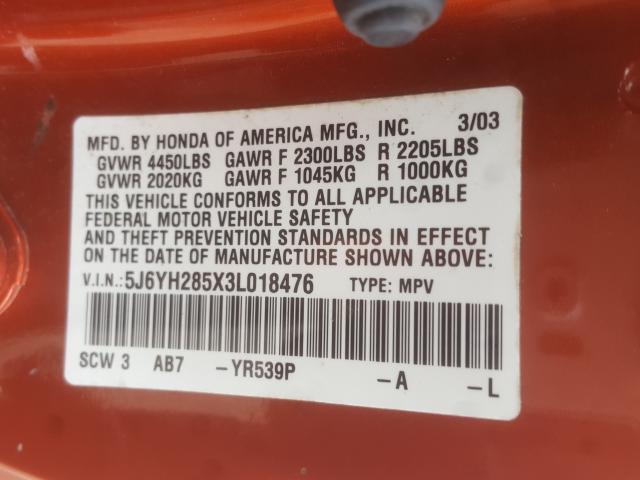 MFD. BY HONDA OF AMERICA MFG., INC. 3/03
GVWR 4450LBS GAWR F 2300LBS R 2205LBS
GVWR 2020KG GAWR F 1045KG R 1000KG
THIS VEHICLE CONFORMS TO ALL APPLICABLE
FEDERAL MOTOR VEHICLE SAFETY
AND THEFT PREVENTION STANDARDS IN EFFECT
ON THE DATE OF MANUFACTURE SHOWN ABOVE:
V.I.N.:5J6YH285X3L018476 TYPE: MPV
SCW 3 AB7 -YR539P -A -L